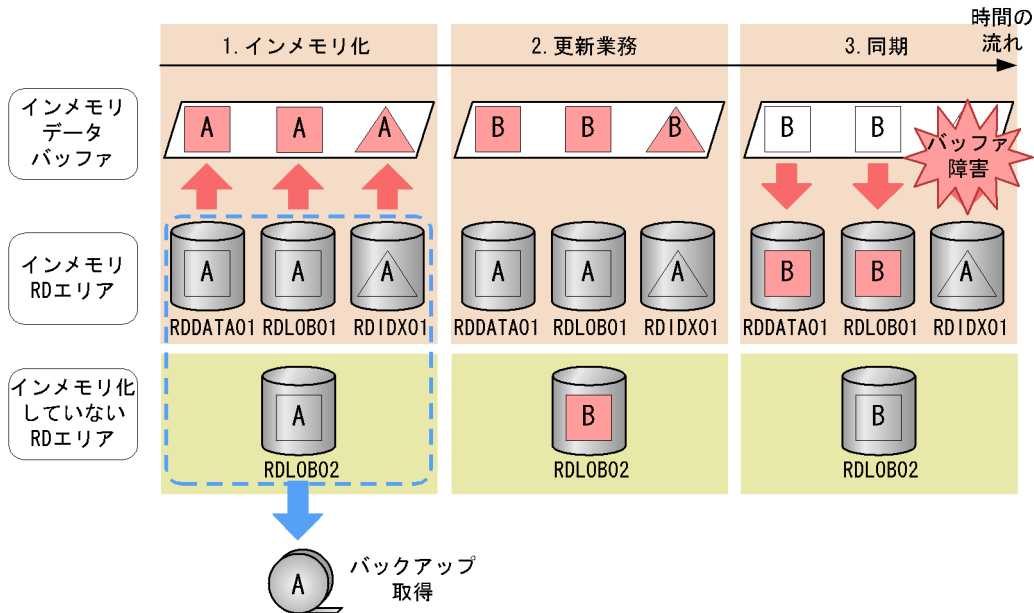 時間の
流れ
1. インメモリ化
2. 更新業務
3. 同期
インメモリ
データ
バッファ
A A A
B B B
B B
バッファ
障害
インメモリ
RDエリア
A A A
A A A
B B A
RDDATA01 RDLOB01 RDIDX01
RDDATA01 RDLOB01 RDIDX01
RDDATA01 RDLOB01 RDIDX01
インメモリ化
していない
RDエリア
A
B
B
RDLOB02
RDLOB02
RDLOB02
A
バックアップ
取得